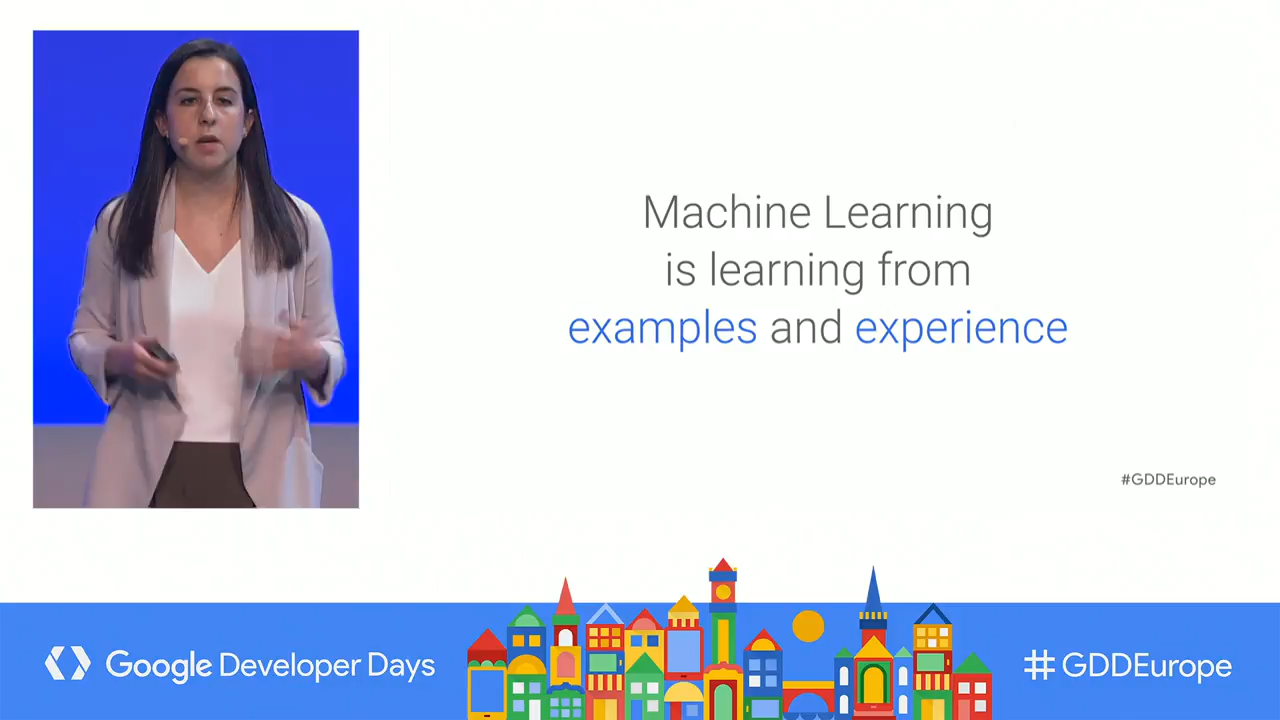 Machine Learning
is learning from
examples and experience
#GDDEurope
Google Developer Days
#GDDEurope